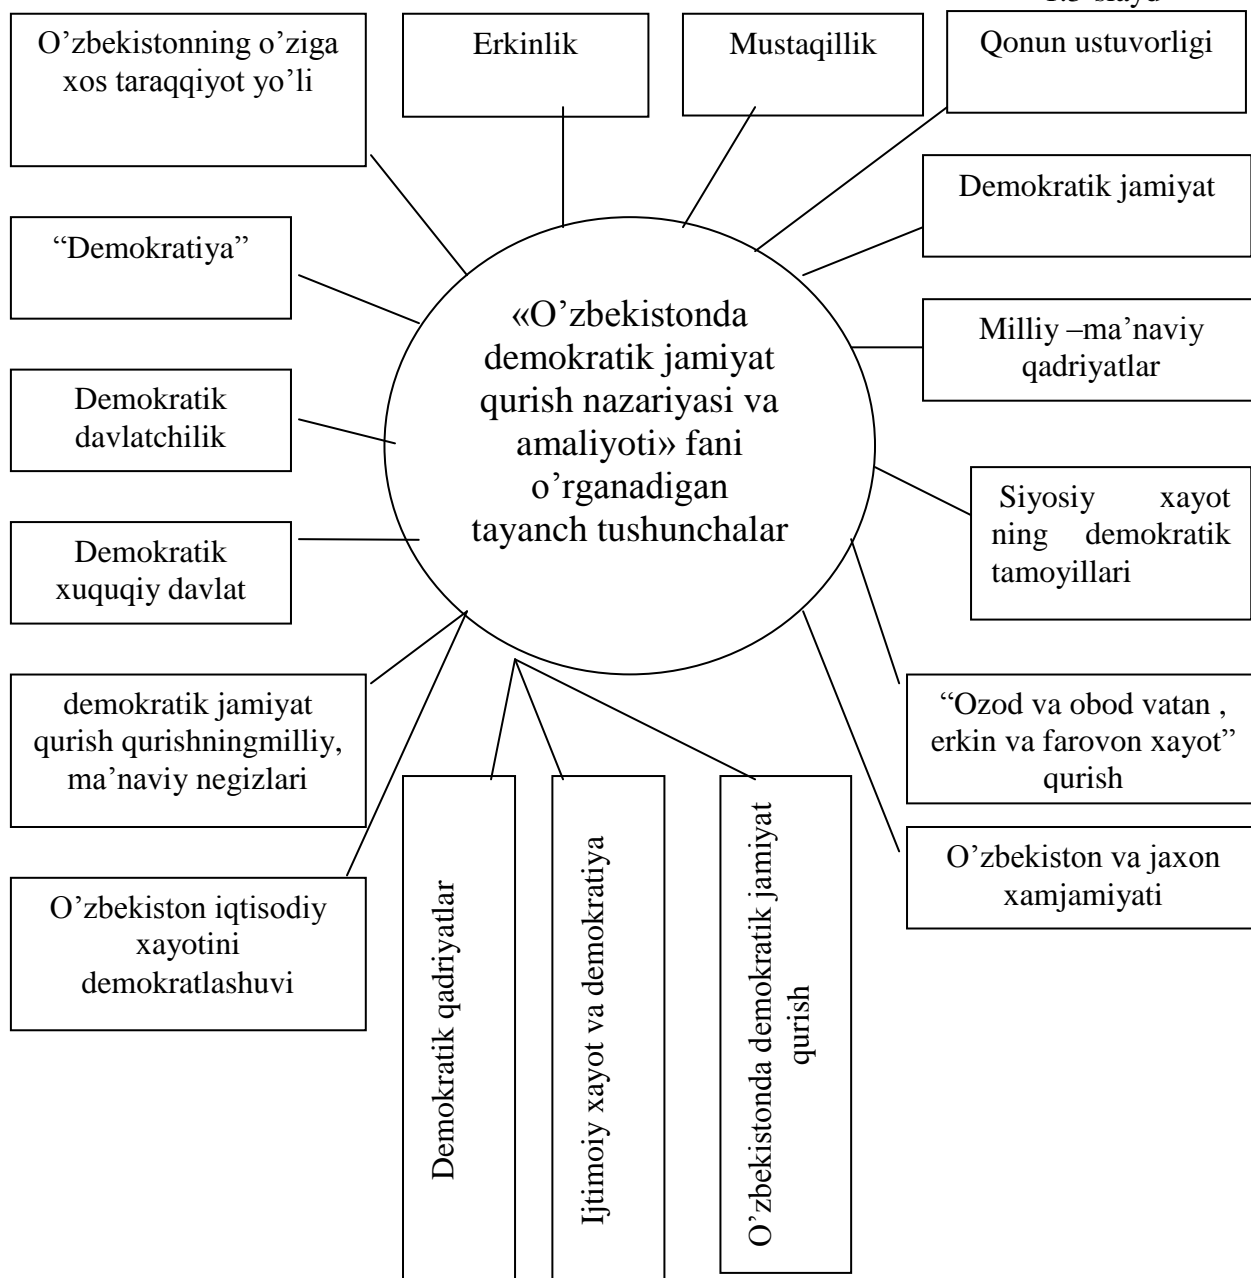 O’zbekistonning o’ziga
xos taraqqiyot yo’li
Erkinlik
Mustaqillik
Qonun ustuvorligi
“Demokratiya”
Demokratik jamiyat
«O’zbekistonda
demokratik jamiyat
qurish nazariyasi va
amaliyoti» fani
o’rganadigan
tayanch tushunchalar
Milliy –ma’naviy
qadriyatlar
Demokratik
davlatchilik
Siyosiy xayot
ning demokratik
tamoyillari
Demokratik
xuquqiy davlat
demokratik jamiyat
qurish qurishningmilliy,
ma’naviy negizlari
“Ozod va obod vatan ,
erkin va farovon xayot”
qurish
O’zbekiston va jaxon
xamjamiyati
O’zbekiston iqtisodiy
xayotini
demokratlashuvi
Demokratik qadriyatlar
Ijtimoiy xayot va demokratiya
O’zbekistonda demokratik jamiyat
qurish